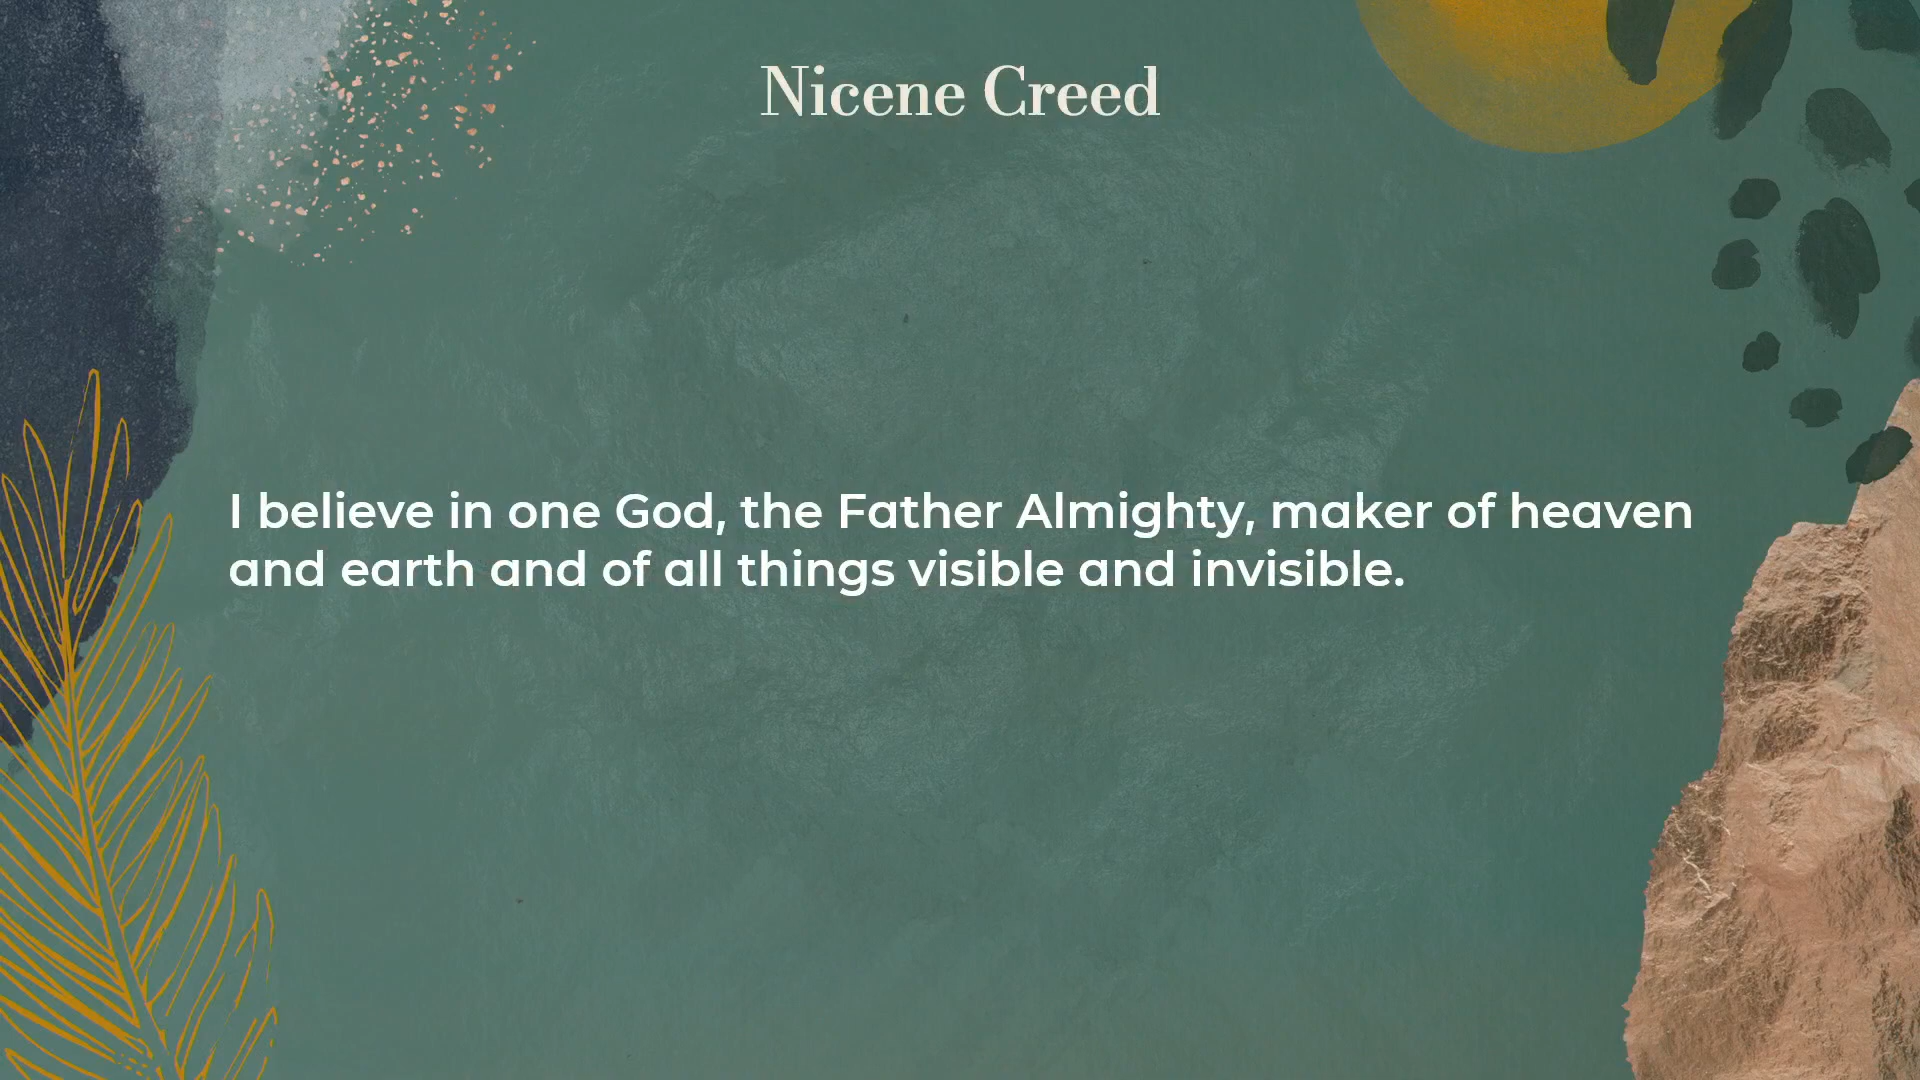 Nicene Creed
I believe in one God, the Father Almighty, maker of heaven
and earth and of all things visible and invisible.